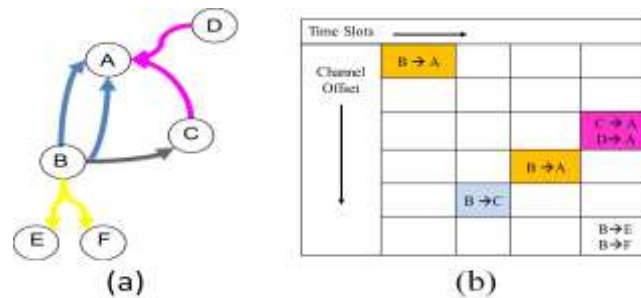 D
A
C
B
E
F
(a)
Time Slots
Channel
Offset
B → A
C → A
D → A
B → A
B → C
B → E
B → F
(b)